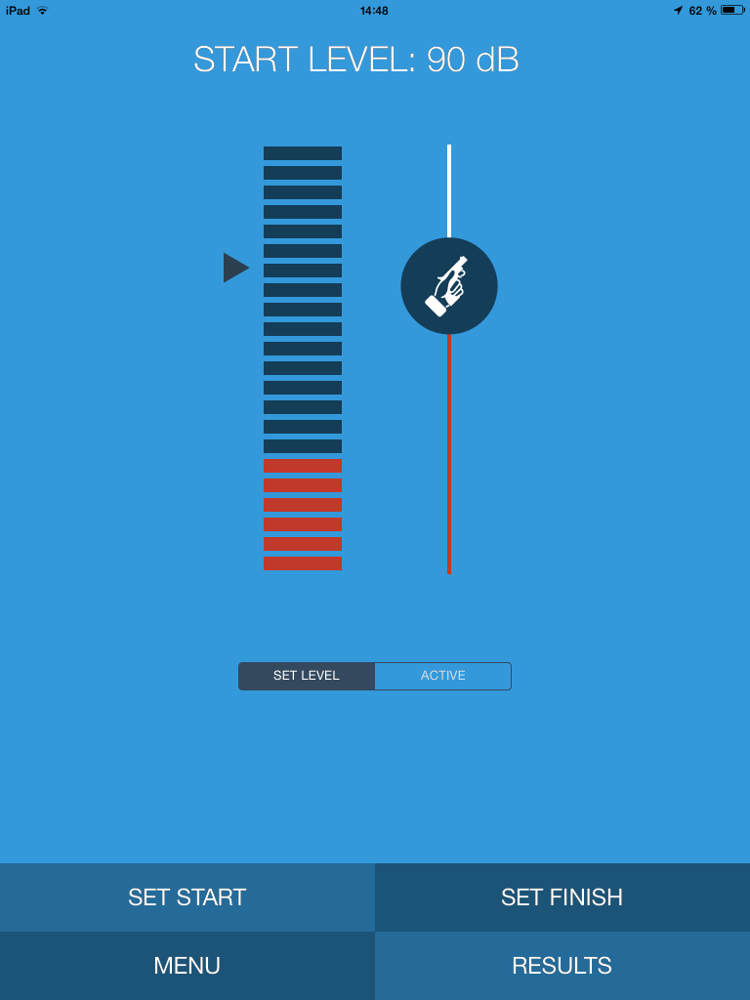 iPad 14:48 62 %
START LEVEL: 90 dB
SET LEVEL ACTIVE
SET START SET FINISH
MENU RESULTS